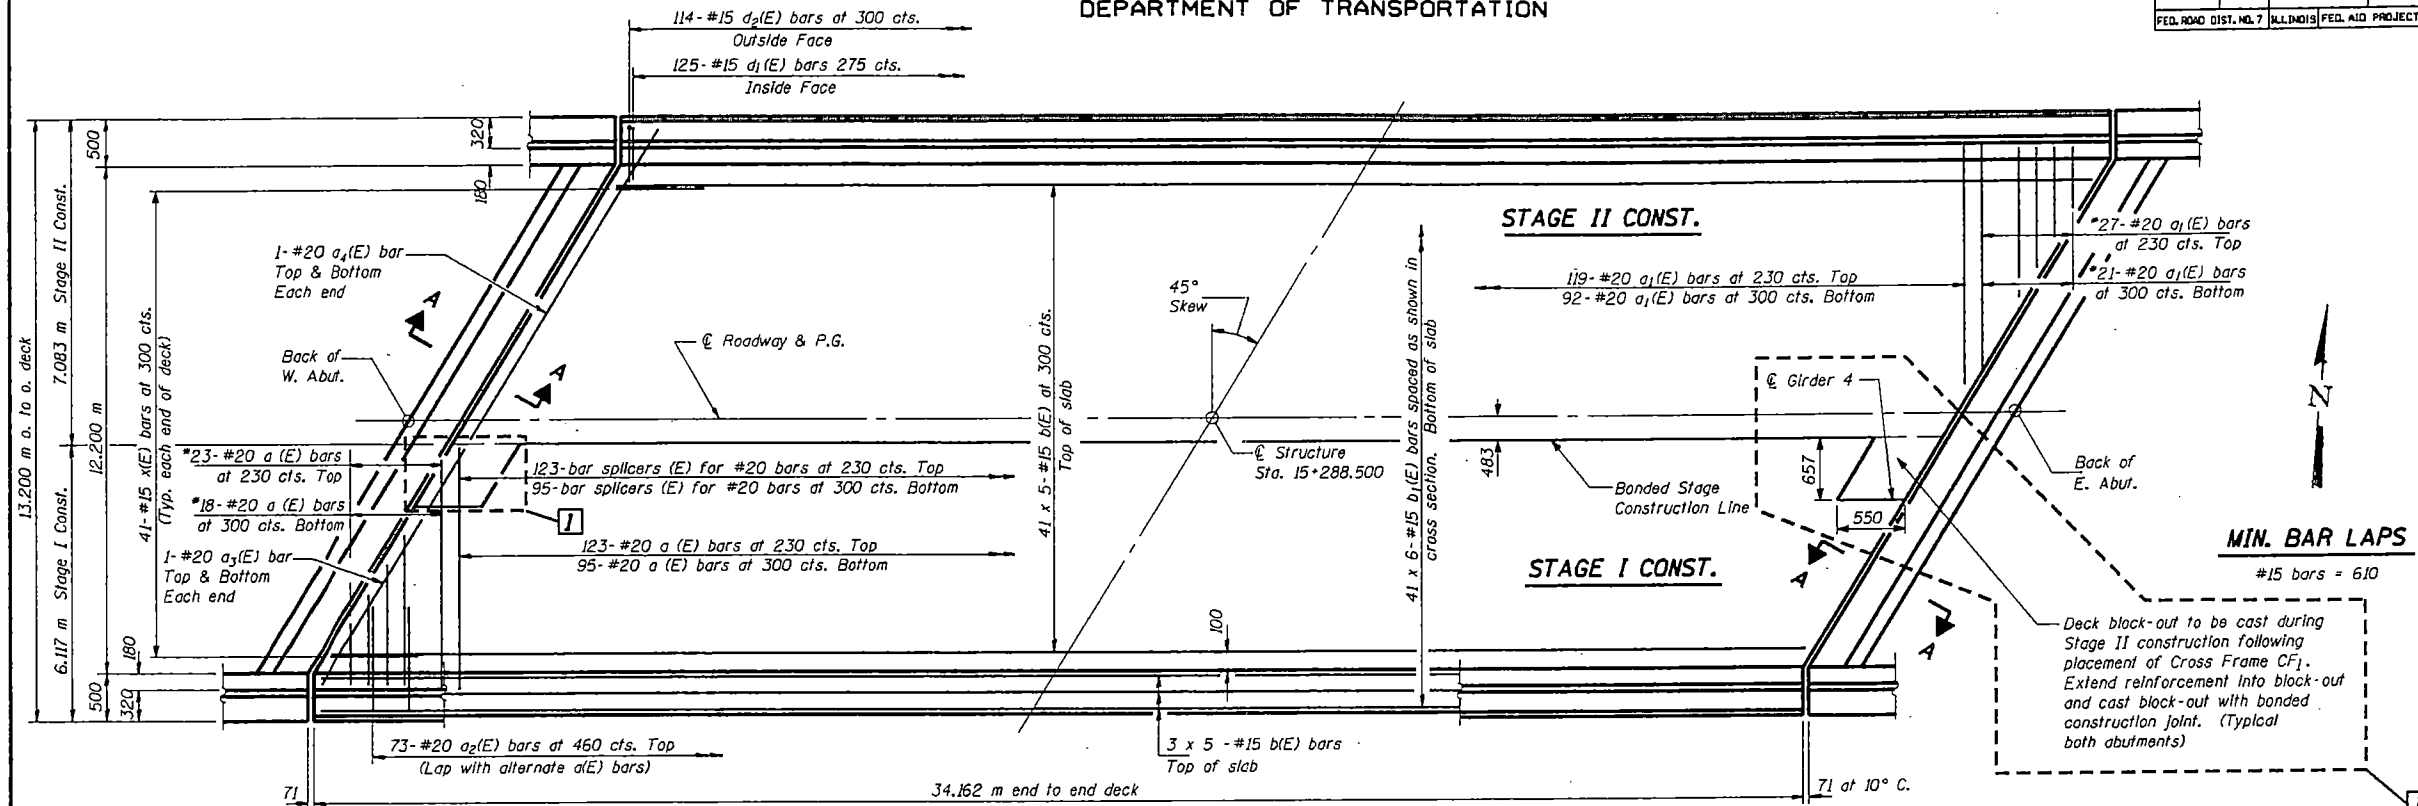 DEPARTMENT OF TRANSPORTATION
FED. ROAD DIST. NO. 7 ILLINOIS FED. AID PROJECT
114-#15 d2(E) bars at 300 cts.
Outside Face
125-#15 d1(E) bars 275 cts.
Inside Face
13.200 m o. to o. deck
7.083 m Stage II Const.
6.117 m Stage I Const.
500
12.200 m
500
320
180
180
320
41-#15 x(E) bars at 300 cts.
(Typ. each end of deck)
1-#20 a4(E) bar
Top & Bottom
Each end
A
A
Back of
W. Abut.
℄ Roadway & P.G.
*23-#20 a (E) bars
at 230 cts. Top
*18-#20 a (E) bars
at 300 cts. Bottom
1-#20 a3(E) bar
Top & Bottom
Each end
123-bar splicers (E) for #20 bars at 230 cts. Top
95-bar splicers (E) for #20 bars at 300 cts. Bottom
1
123-#20 a (E) bars at 230 cts. Top
95-#20 a (E) bars at 300 cts. Bottom
41 x 5-#15 b(E) at 300 cts.
Top of slab
45°
Skew
℄ Structure
Sta. 15+288.500
STAGE II CONST.
119-#20 a1(E) bars at 230 cts. Top
92-#20 a1(E) bars at 300 cts. Bottom
*27-#20 a1(E) bars
at 230 cts. Top
*21-#20 a1(E) bars
at 300 cts. Bottom
41 x 6-#15 b1(E) bars spaced as shown in
cross section. Bottom of slab
℄ Girder 4
483
657
550
Bonded Stage
Construction Line
Back of
E. Abut.
N
STAGE I CONST.
A
A
MIN. BAR LAPS
#15 bars = 610
Deck block-out to be cast during
Stage II construction following
placement of Cross Frame CF1.
Extend reinforcement into block-out
and cast block-out with bonded
construction joint. (Typical
both abutments)
100
73-#20 a2(E) bars at 460 cts. Top
(Lap with alternate a(E) bars)
3 x 5 -#15 b(E) bars
Top of slab
71
34.162 m end to end deck
71 at 10° C.